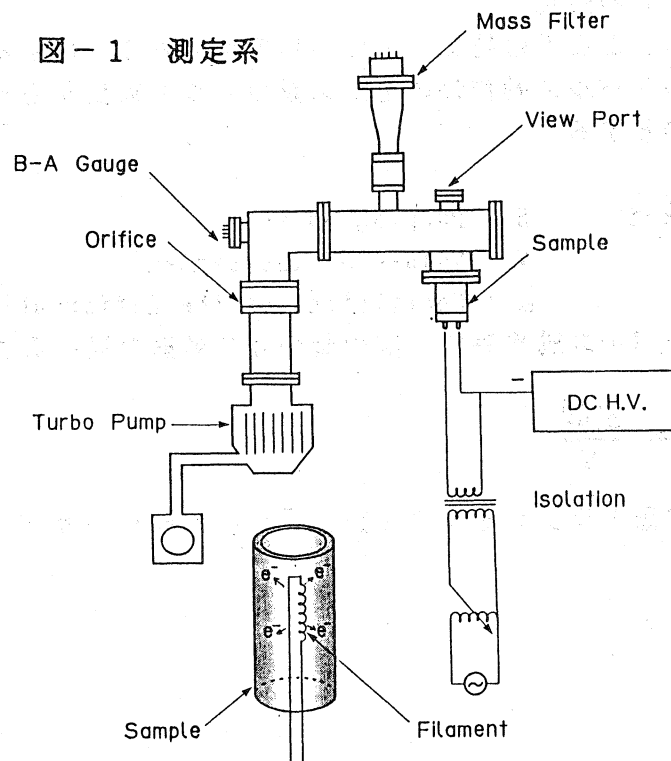 図－1 測定系
Mass Filter
View Port
B-A Gauge
Orifice
Sample
−
DC H.V.
Turbo Pump
Isolation
e⁻ e⁻
e⁻ e⁻
Sample
Filament